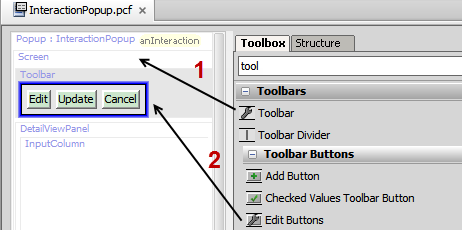 InteractionPopup.pcf ×
Popup : InteractionPopup anInteraction
Screen
Toolbar
Edit Update Cancel
DetailViewPanel
InputColumn
1
2
Toolbox Structure
tool
Toolbars
Toolbar
Toolbar Divider
Toolbar Buttons
Add Button
Checked Values Toolbar Button
Edit Buttons